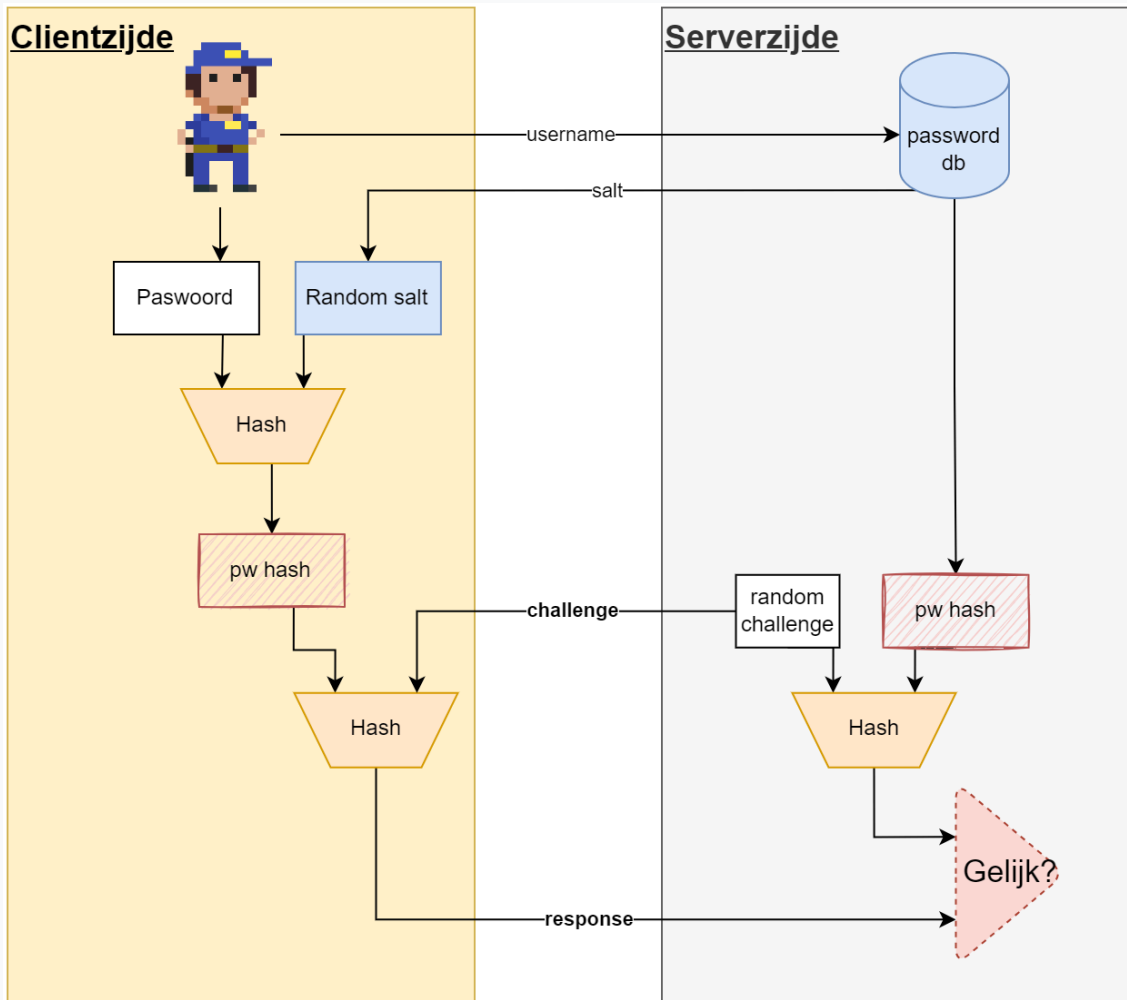 Clientzijde
Serverzijde
username
password
db
salt
Paswoord
Random salt
Hash
pw hash
random
challenge
challenge
pw hash
Hash
Hash
Gelijk?
response